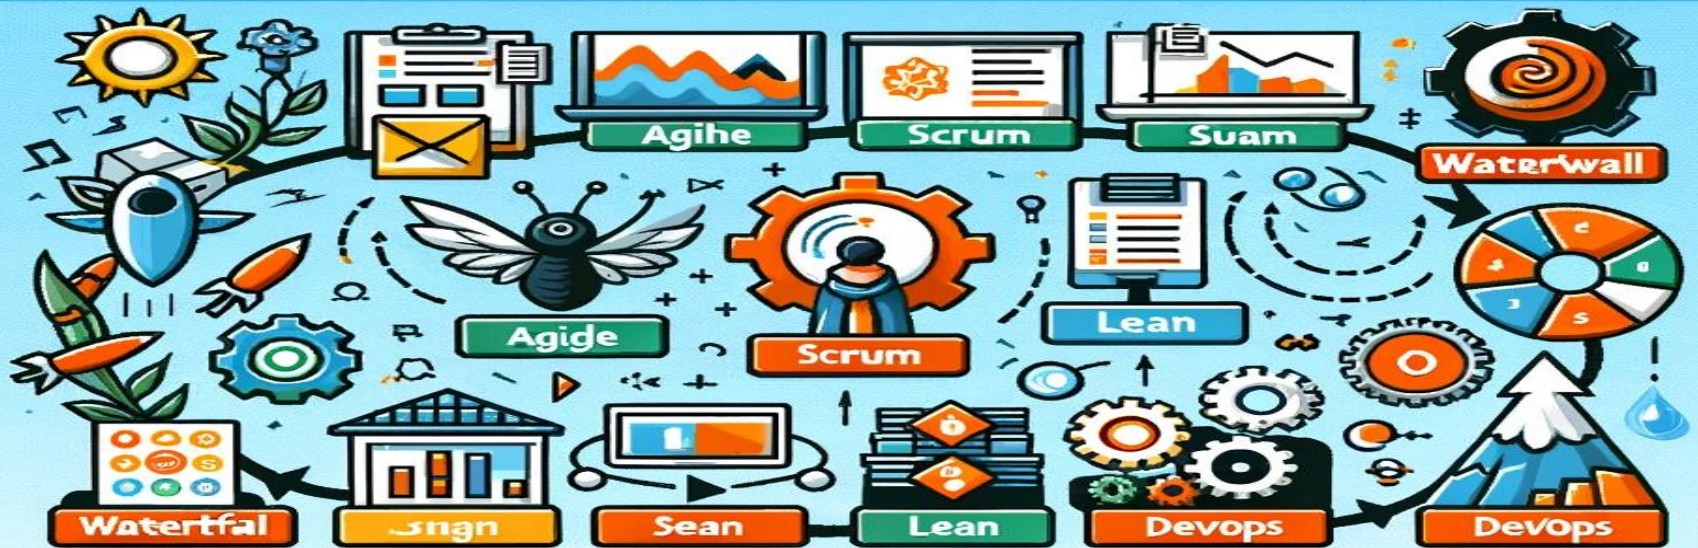 Agihe
Scrum
Suam
Waterwall
Agide
Scrum
Lean
Watertfal
Sean
Lean
Devops
Devops